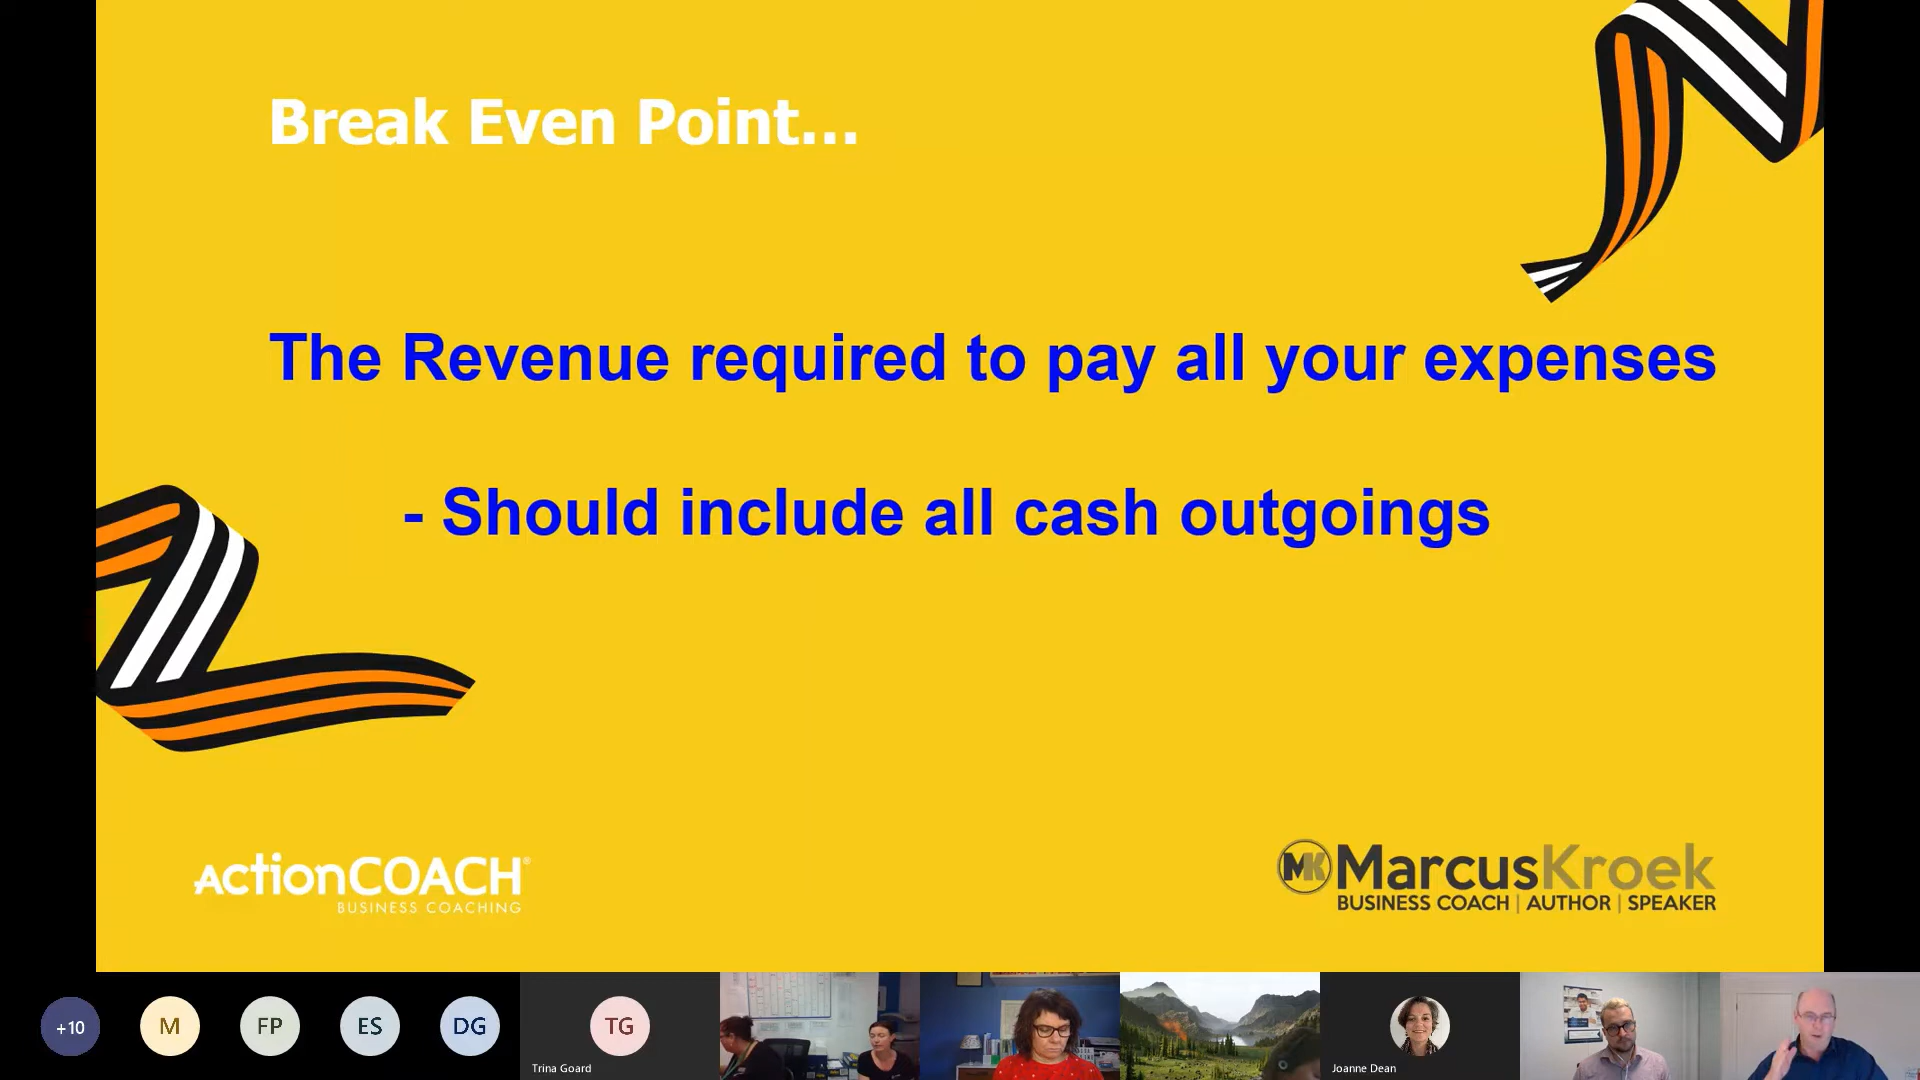 Break Even Point...
The Revenue required to pay all your expenses
- Should include all cash outgoings
ActionCOACH®
BUSINESS COACHING
MK MarcusKroek
BUSINESS COACH | AUTHOR | SPEAKER
+10 M FP ES DG TG
Trina Goard
Joanne Dean